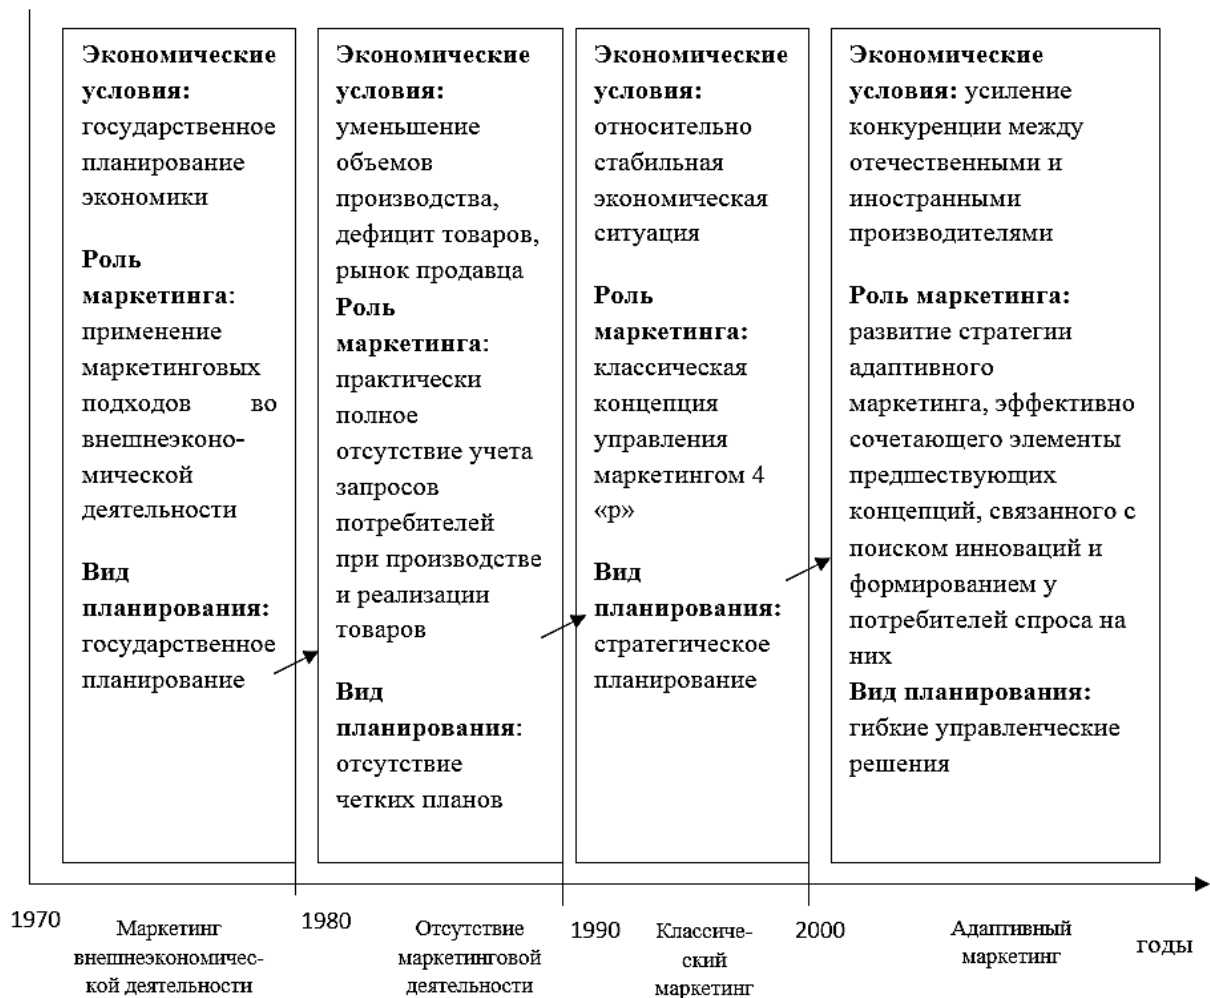 Экономические
условия:
государственное
планирование
экономики
Роль
маркетинга:
применение
маркетинговых
подходов во
внешнеэконо-
мической
деятельности
Вид
планирования:
государственное
планирование
Экономические
условия:
уменьшение
объемов
производства,
дефицит товаров,
рынок продавца
Роль
маркетинга:
практически
полное
отсутствие учета
запросов
потребителей
при производстве
и реализации
товаров
Вид
планирования:
отсутствие
четких планов
Экономические
условия:
относительно
стабильная
экономическая
ситуация
Роль
маркетинга:
классическая
концепция
управления
маркетингом 4
«р»
Вид
планирования:
стратегическое
планирование
Экономические
условия: усиление
конкуренции между
отечественными и
иностранными
производителями
Роль маркетинга:
развитие стратегии
адаптивного
маркетинга, эффективно
сочетающего элементы
предшествующих
концепций, связанного с
поиском инноваций и
формированием у
потребителей спроса на
них
Вид планирования:
гибкие управленческие
решения
1970
Маркетинг
внешнеэкономичес-
кой деятельности
1980
Отсутствие
маркетинговой
деятельности
1990
Классиче-
ский
маркетинг
2000
Адаптивный
маркетинг
годы